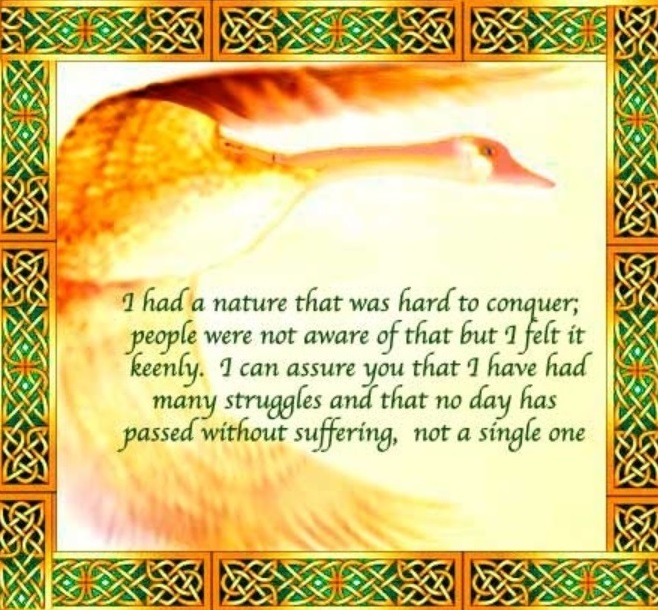 I had a nature that was hard to conquer;
people were not aware of that but I felt it
keenly.  I can assure you that I have had
many struggles and that no day has
passed without suffering,  not a single one